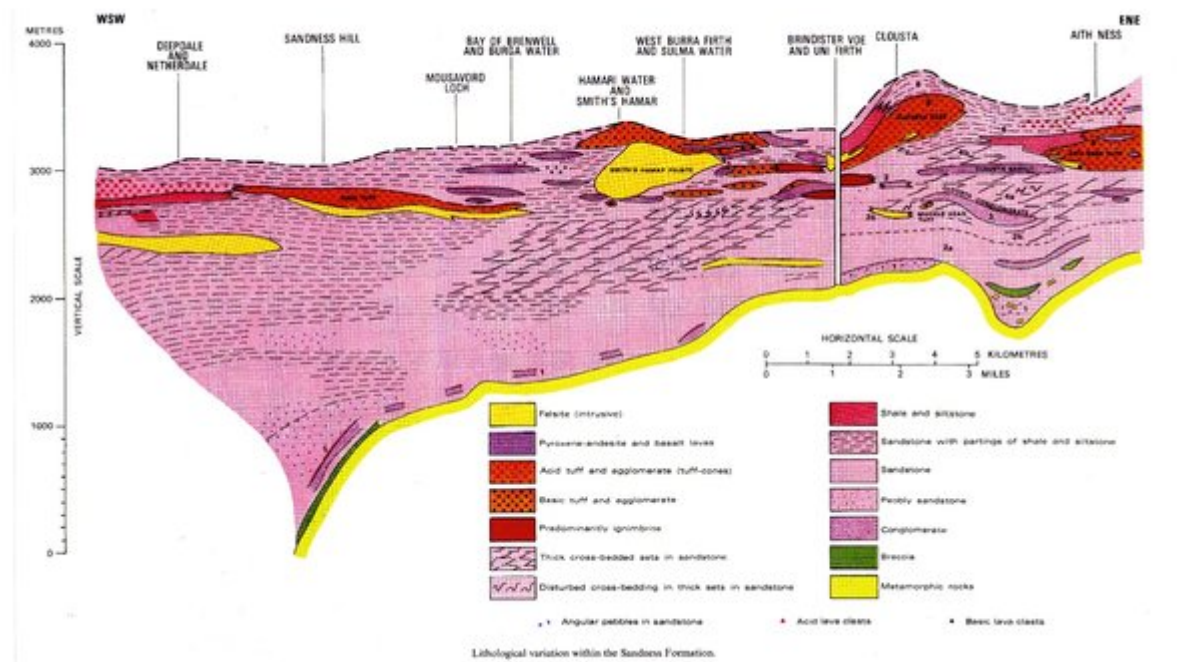 WSW
ENE
METRES
4000
3000
2000
1000
0
VERTICAL SCALE
DEEPDALE
AND
NETHERDALE
SANDNESS HILL
MOUSAVORD
LOCH
BAY OF BRENWELL
AND BURGA WATER
HAMARI WATER
AND
SMITH'S HAMAR
WEST BURRA FIRTH
AND SULMA WATER
BRINDISTER VOE
AND UNI FIRTH
CLOUSTA
AITH NESS
SMITH'S HAMAR FELSITE
2a
1
HORIZONTAL SCALE
0 1 2 3 4 5 KILOMETRES
0 1 2 3 MILES
Felsite (intrusive)
Pyroxene-andesite and basalt lavas
Acid tuff and agglomerate (tuff-cones)
Basic tuff and agglomerate
Predominantly ignimbrite
Thick cross-bedded sets in sandstone
Disturbed cross-bedding in thick sets in sandstone
Shale and siltstone
Sandstone with partings of shale and siltstone
Sandstone
Pebbly sandstone
Conglomerate
Breccia
Metamorphic rocks
Angular pebbles in sandstone
Acid lava clasts
Basic lava clasts
Lithological variation within the Sandness Formation.